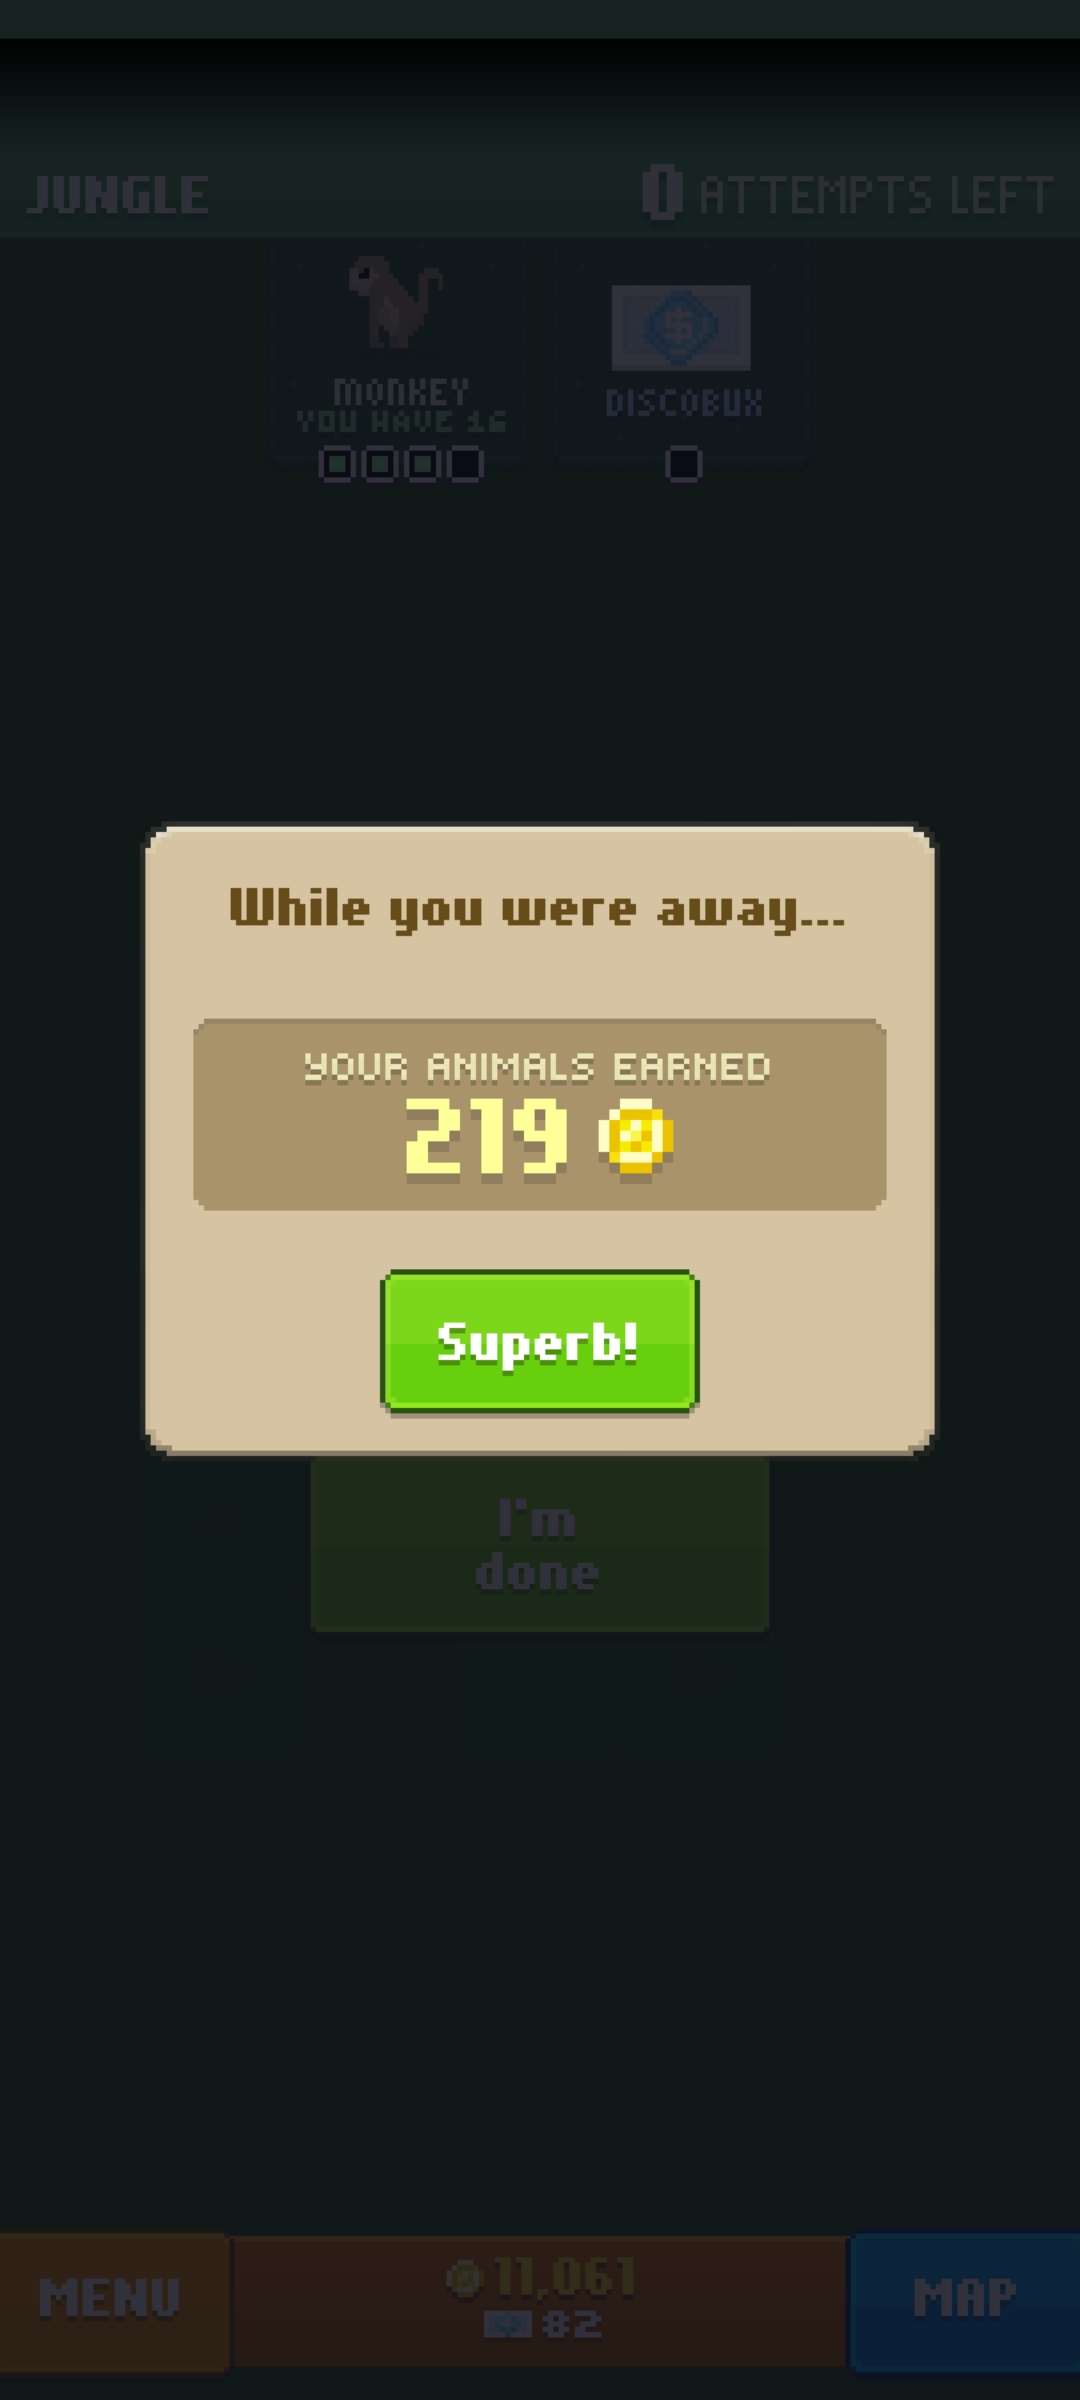 JUNGLE
0 ATTEMPTS LEFT
MONKEY
YOU HAVE 16
DISCOBUX
While you were away...
YOUR ANIMALS EARNED
219
Superb!
I'm
done
MENU
11,061
82
MAP